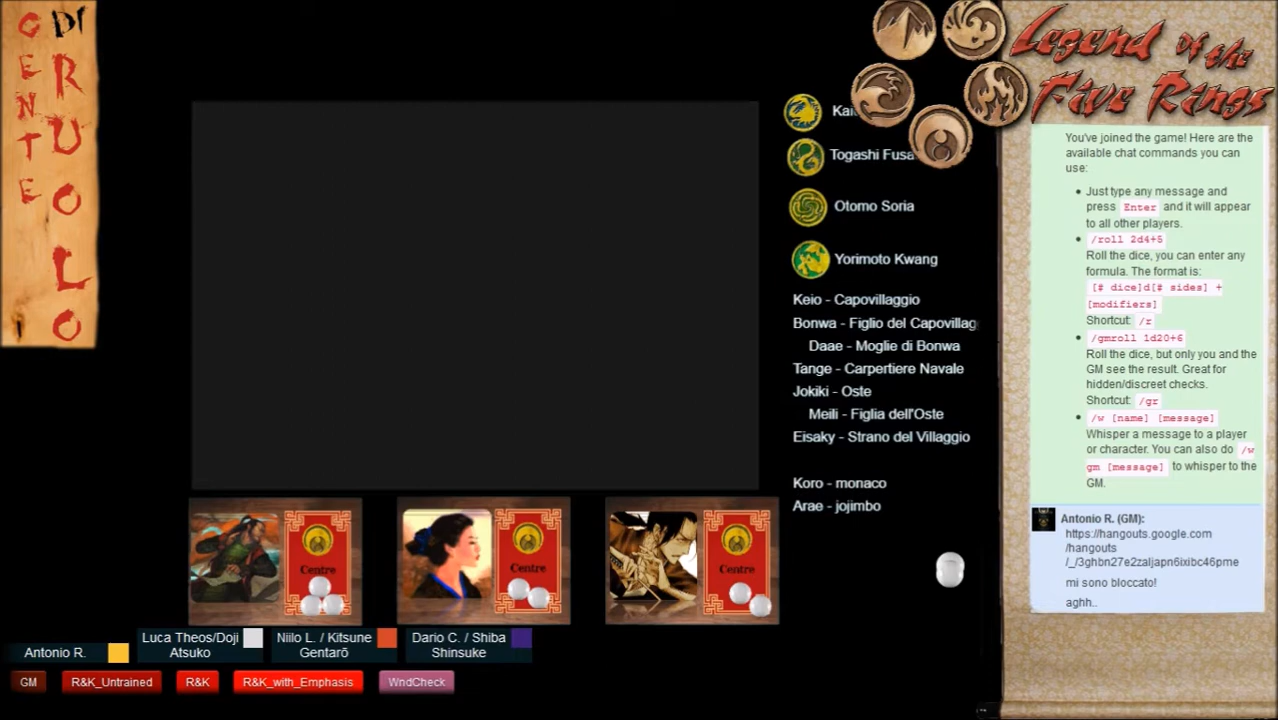 GENTE
DI
RUOLO
Legend of the
Five Rings
Togashi
Otomo Soria
Yorimoto Kwang
Keio - Capovillaggio
Bonwa - Figlio del
Daae - Moglie di Bonwa
Tange - Carpertiere Navale
Jokiki - Oste
Meili - Figlia dell'Oste
Eisaky - Strano del Villaggio
Koro - monaco
Arae - jojimbo
Centre
Centre
Centre
Antonio R.
Luca Theos/Doji
Atsuko
Niilo L. / Kitsune
Gentarō
Dario C. / Shiba
Shinsuke
GM
R&K_Untrained
R&K
R&K_with_Emphasis
WndCheck
You've joined the game! Here are the
available chat commands you can
use:
• Just type any message and
press Enter and it will appear
to all other players.
• /roll 2d4+5
Roll the dice, you can enter any
formula. The format is:
[# dice]d[# sides] +
[modifiers]
Shortcut: /r
• /gmroll 1d20+6
Roll the dice, but only you and the
GM see the result. Great for
hidden/discreet checks.
Shortcut: /gr
• /w [name] [message]
Whisper a message to a player
or character. You can also do /w
gm [message] to whisper to the
GM.
Antonio R. (GM):
https://hangouts.google.com
/hangouts
/_/3ghbn27e2zaljapn6ixibc46pme
mi sono bloccato!
aghh..